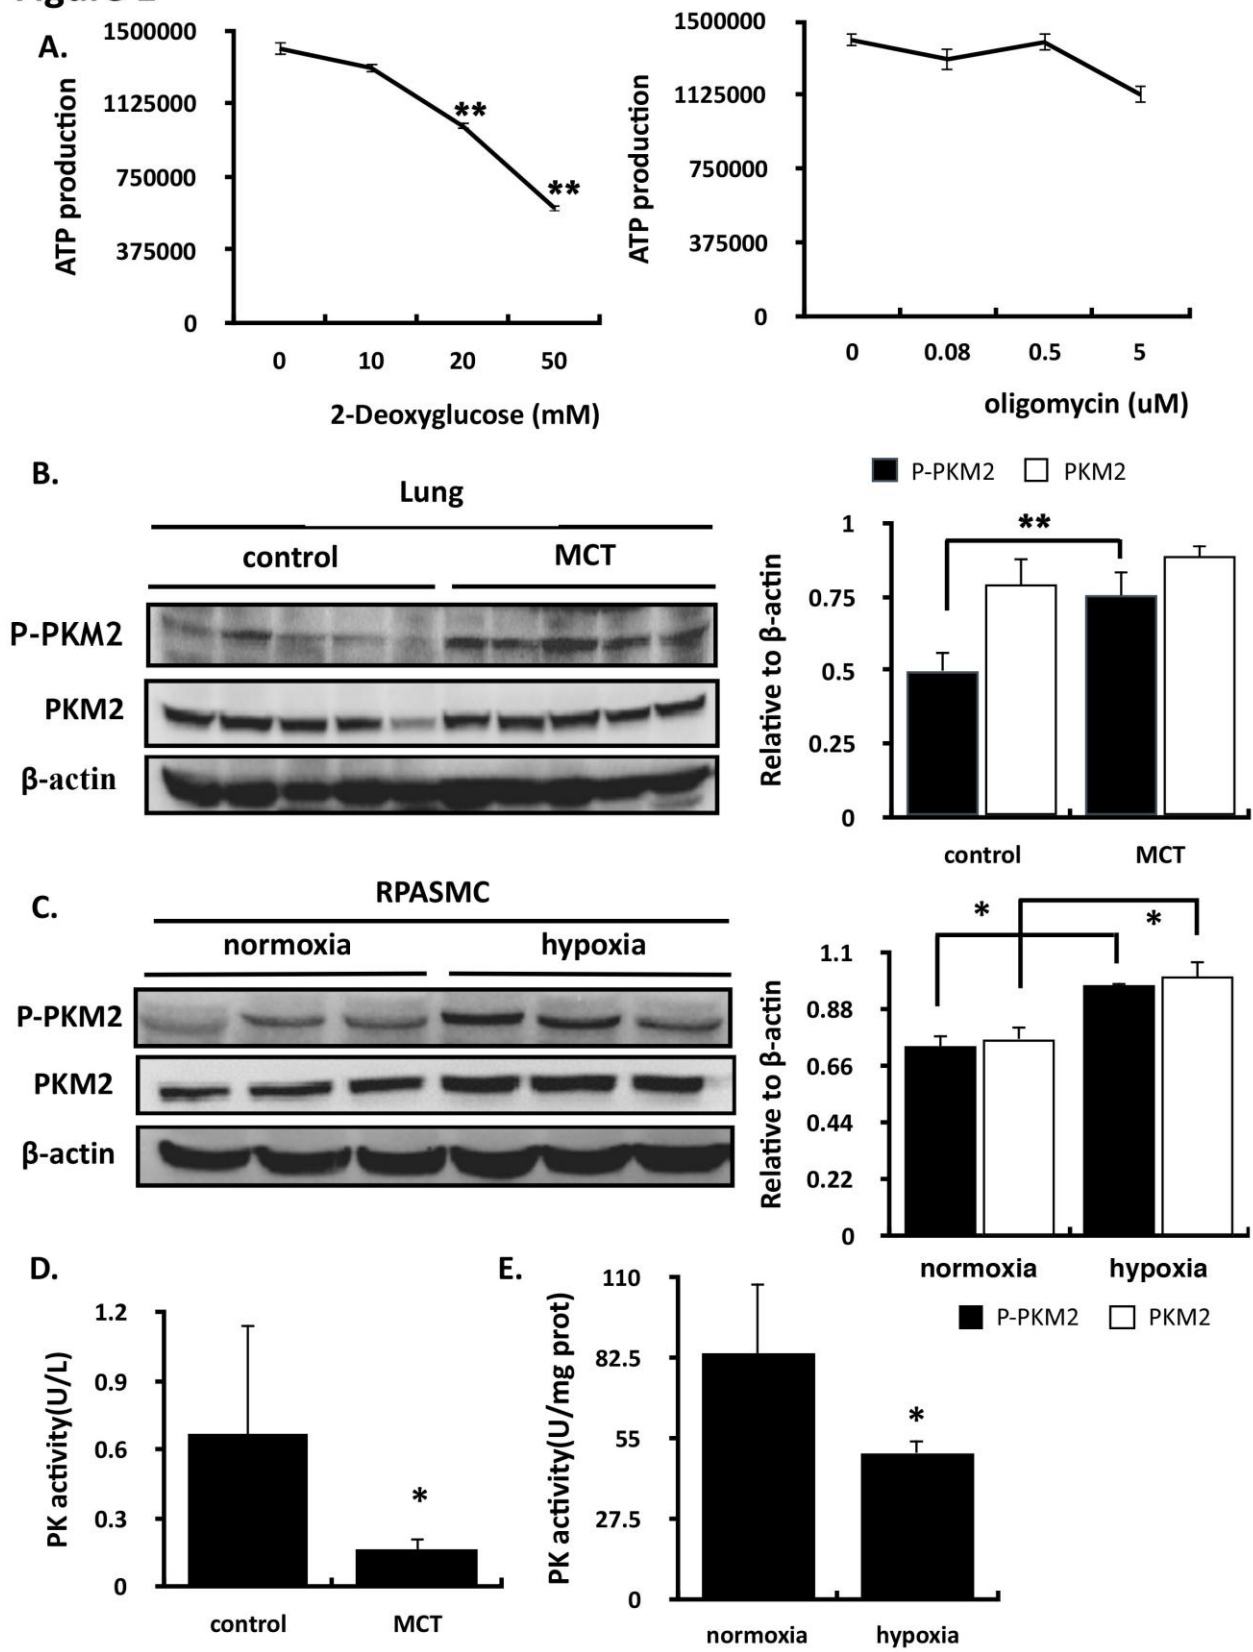 A.
1500000
1125000
750000
375000
0
ATP production
**
**
0 10 20 50
2-Deoxyglucose (mM)
1500000
1125000
750000
375000
0
ATP production
0 0.08 0.5 5
oligomycin (uM)
B.
Lung
control MCT
P-PKM2
PKM2
β-actin
P-PKM2 PKM2
**
1
0.75
0.5
0.25
0
Relative to β-actin
control MCT
C.
RPASMC
normoxia hypoxia
P-PKM2
PKM2
β-actin
* *
1.1
0.88
0.66
0.44
0.22
0
Relative to β-actin
normoxia hypoxia
P-PKM2 PKM2
D.
1.2
0.9
0.6
0.3
0
PK activity(U/L)
*
control MCT
E.
110
82.5
55
27.5
0
PK activity(U/mg prot)
*
normoxia hypoxia